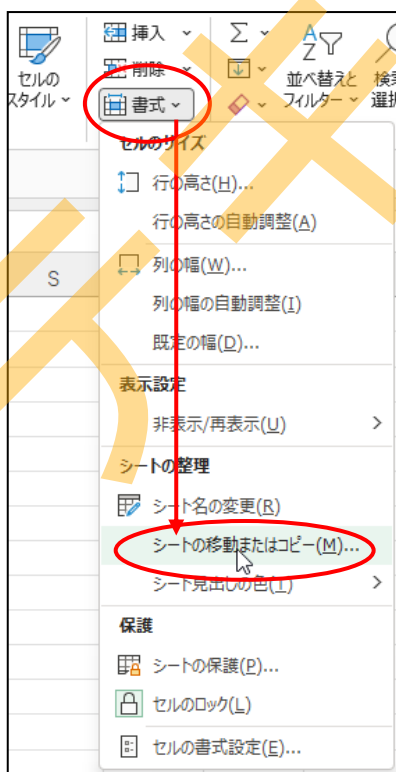 挿入
セルの
スタイル
削除
書式
並べ替えと
フィルター
選
セルのサイズ
行の高さ(H)...
行の高さの自動調整(A)
列の幅(W)...
列の幅の自動調整(I)
既定の幅(D)...
S
表示設定
非表示/再表示(U)
シートの整理
シート名の変更(R)
シートの移動またはコピー(M)...
シート見出しの色(T)
保護
シートの保護(P)...
セルのロック(L)
セルの書式設定(E)...